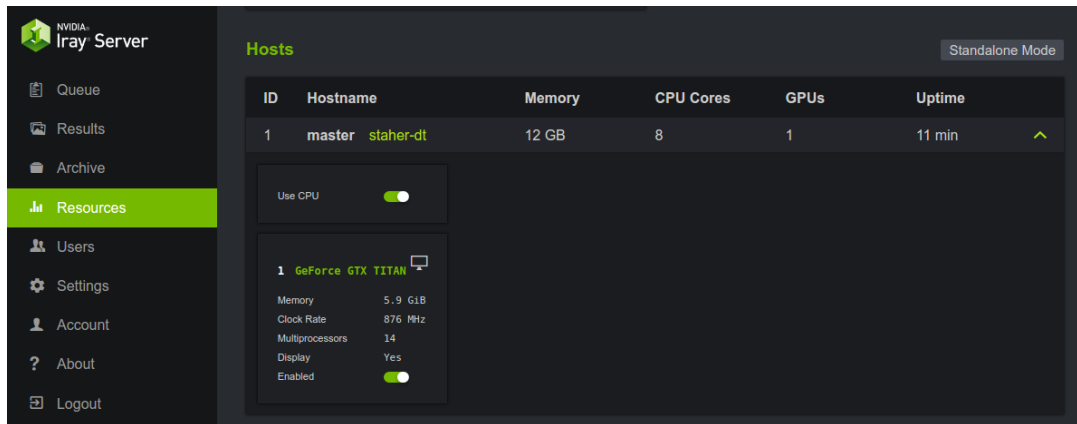 NVIDIA®
Iray® Server
Queue
Results
Archive
Resources
Users
Settings
Account
? About
Logout
Hosts
Standalone Mode
ID Hostname Memory CPU Cores GPUs Uptime
1 master staher-dt 12 GB 8 1 11 min
Use CPU
1 GeForce GTX TITAN
Memory 5.9 GiB
Clock Rate 876 MHz
Multiprocessors 14
Display Yes
Enabled